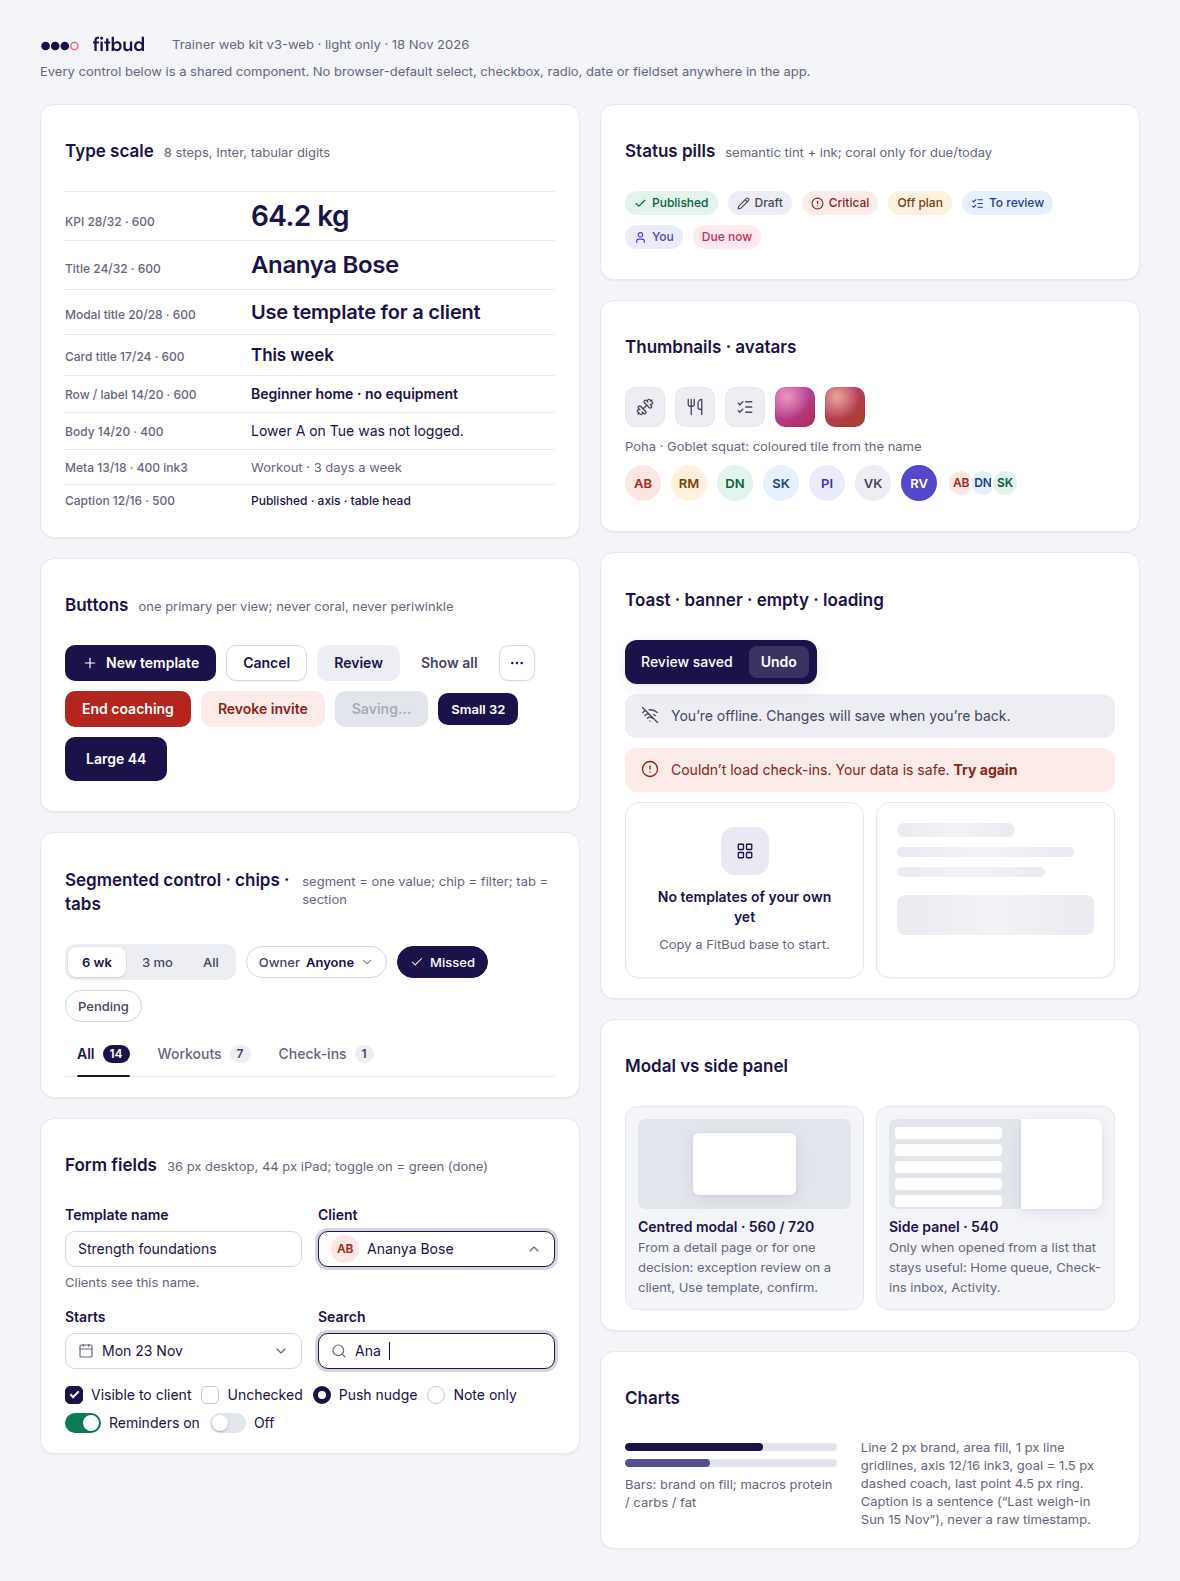 fitbud Trainer web kit v3-web · light only · 18 Nov 2026
Every control below is a shared component. No browser-default select, checkbox, radio, date or fieldset anywhere in the app.
Type scale 8 steps, Inter, tabular digits
KPI 28/32 · 600 64.2 kg
Title 24/32 · 600 Ananya Bose
Modal title 20/28 · 600 Use template for a client
Card title 17/24 · 600 This week
Row / label 14/20 · 600 Beginner home · no equipment
Body 14/20 · 400 Lower A on Tue was not logged.
Meta 13/18 · 400 ink3 Workout · 3 days a week
Caption 12/16 · 500 Published · axis · table head
Buttons one primary per view; never coral, never periwinkle
New template Cancel Review Show all ···
End coaching Revoke invite Saving… Small 32
Large 44
Segmented control · chips · tabs
segment = one value; chip = filter; tab = section
6 wk 3 mo All Owner Anyone Missed
Pending
All 14 Workouts 7 Check-ins 1
Form fields 36 px desktop, 44 px iPad; toggle on = green (done)
Template name Client
Strength foundations AB Ananya Bose
Clients see this name.
Starts Search
Mon 23 Nov Ana
Visible to client Unchecked Push nudge Note only
Reminders on Off
Status pills semantic tint + ink; coral only for due/today
Published Draft Critical Off plan To review
You Due now
Thumbnails · avatars
Poha · Goblet squat: coloured tile from the name
AB RM DN SK PI VK RV AB DN SK
Toast · banner · empty · loading
Review saved Undo
You’re offline. Changes will save when you’re back.
Couldn’t load check-ins. Your data is safe. Try again
No templates of your own
yet
Copy a FitBud base to start.
Modal vs side panel
Centred modal · 560 / 720
From a detail page or for one
decision: exception review on a
client, Use template, confirm.
Side panel · 540
Only when opened from a list that
stays useful: Home queue, Check-
ins inbox, Activity.
Charts
Bars: brand on fill; macros protein
/ carbs / fat
Line 2 px brand, area fill, 1 px line
gridlines, axis 12/16 ink3, goal = 1.5 px
dashed coach, last point 4.5 px ring.
Caption is a sentence (“Last weigh-in
Sun 15 Nov”), never a raw timestamp.